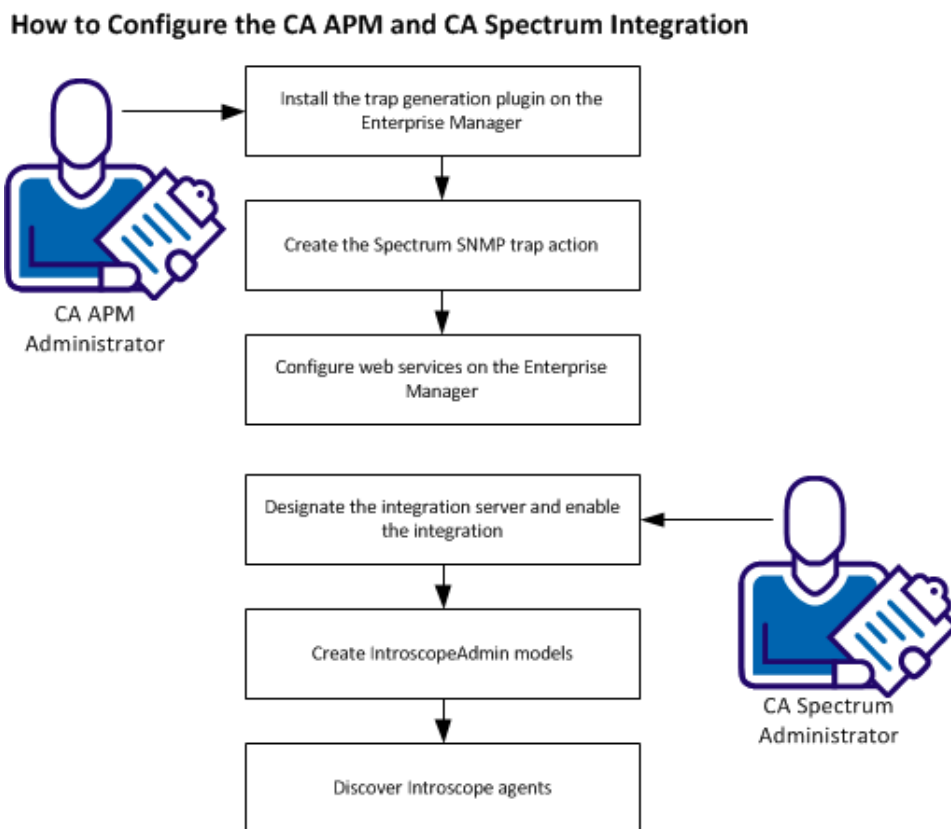 How to Configure the CA APM and CA Spectrum Integration
Install the trap generation plugin on the
Enterprise Manager
Create the Spectrum SNMP trap action
CA APM
Administrator
Configure web services on the Enterprise
Manager
Designate the integration server and enable
the integration
Create IntroscopeAdmin models
CA Spectrum
Administrator
Discover Introscope agents